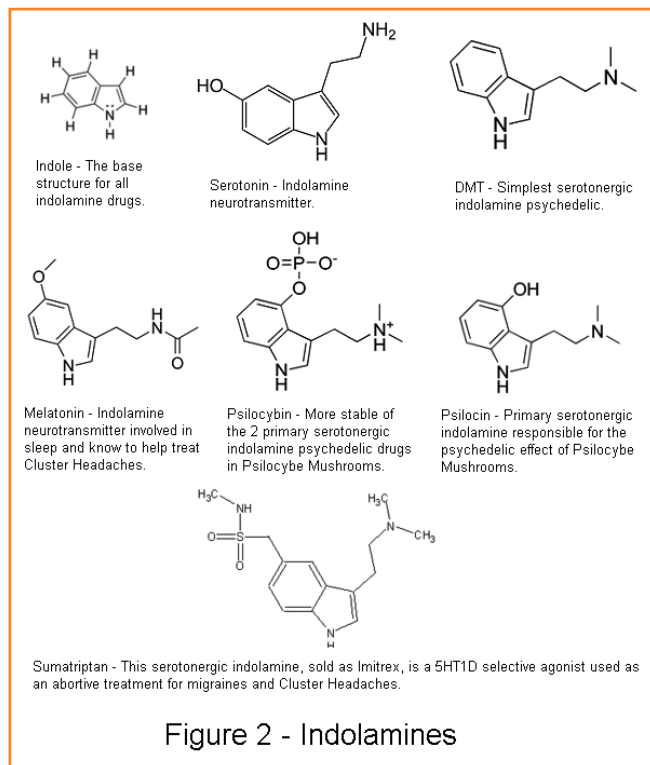 H
H
H
H
H
N
H
Indole - The base
structure for all
indolamine drugs.
NH₂
HO
N
H
Serotonin - Indolamine
neurotransmitter.
N
N
H
DMT - Simplest serotonergic
indolamine psychedelic.
O
H
N
O
N
H
Melatonin - Indolamine
neurotransmitter involved in
sleep and know to help treat
Cluster Headaches.
OH
O=P-O⁻
O
N⁺
H
N
H
Psilocybin - More stable of
the 2 primary serotonergic
indolamine psychedelic drugs
in Psilocybe Mushrooms.
OH
N
N
H
Psilocin - Primary serotonergic
indolamine responsible for the
psychedelic effect of Psilocybe
Mushrooms.
H₃C
NH
O=S
O
H₃C
N
CH₃
N
H
Sumatriptan - This serotonergic indolamine, sold as Imitrex, is a 5HT1D selective agonist used as
an abortive treatment for migraines and Cluster Headaches.
Figure 2 - Indolamines